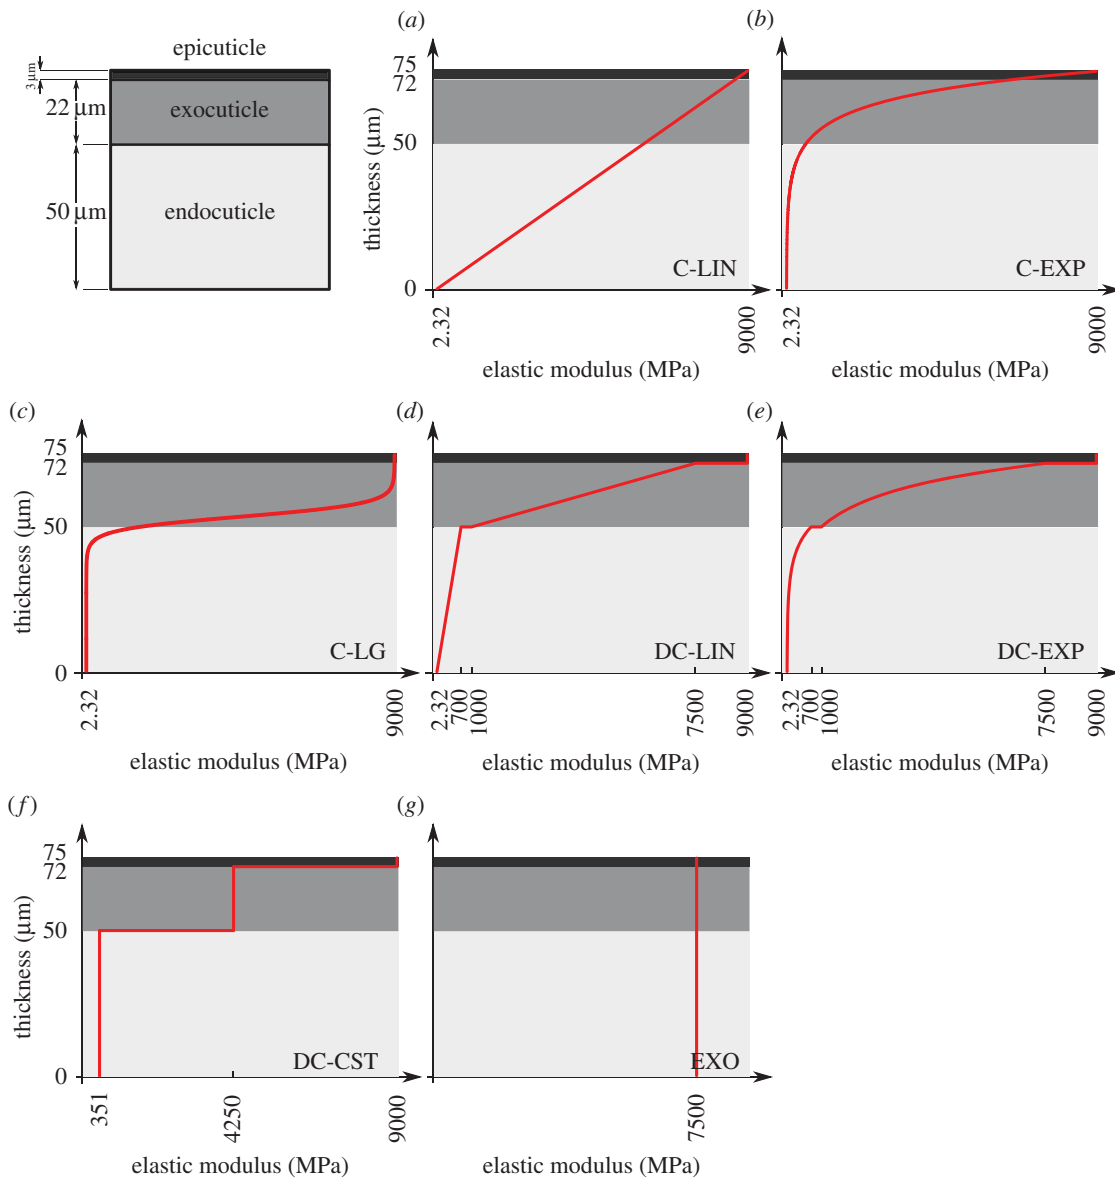 epicuticle
3 µm
22 µm
exocuticle
50 µm
endocuticle
(a)
75
72
50
0
thickness (µm)
C-LIN
2.32
9000
elastic modulus (MPa)
(b)
C-EXP
2.32
9000
elastic modulus (MPa)
(c)
75
72
50
0
thickness (µm)
C-LG
2.32
9000
elastic modulus (MPa)
(d)
DC-LIN
2.32
700
1000
7500
9000
elastic modulus (MPa)
(e)
DC-EXP
2.32
700
1000
7500
9000
elastic modulus (MPa)
(f)
75
72
50
0
thickness (µm)
DC-CST
351
4250
9000
elastic modulus (MPa)
(g)
EXO
7500
elastic modulus (MPa)